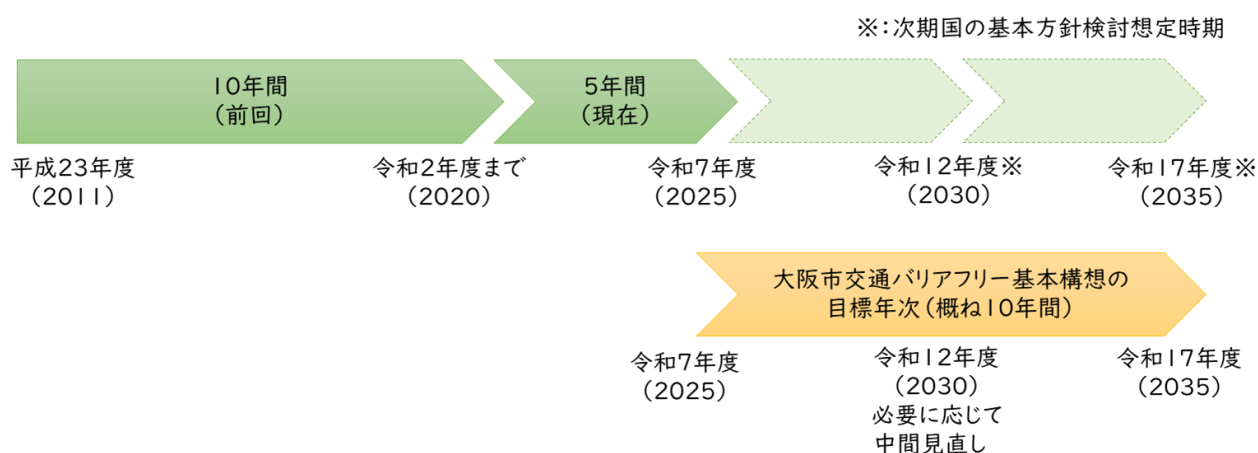 ※：次期国の基本方針検討想定時期
10年間
（前回）
5年間
（現在）
平成23年度
（2011）
令和2年度まで
（2020）
令和7年度
（2025）
令和12年度※
（2030）
令和17年度※
（2035）
大阪市交通バリアフリー基本構想の
目標年次（概ね10年間）
令和7年度
（2025）
令和12年度
（2030）
必要に応じて
中間見直し
令和17年度
（2035）